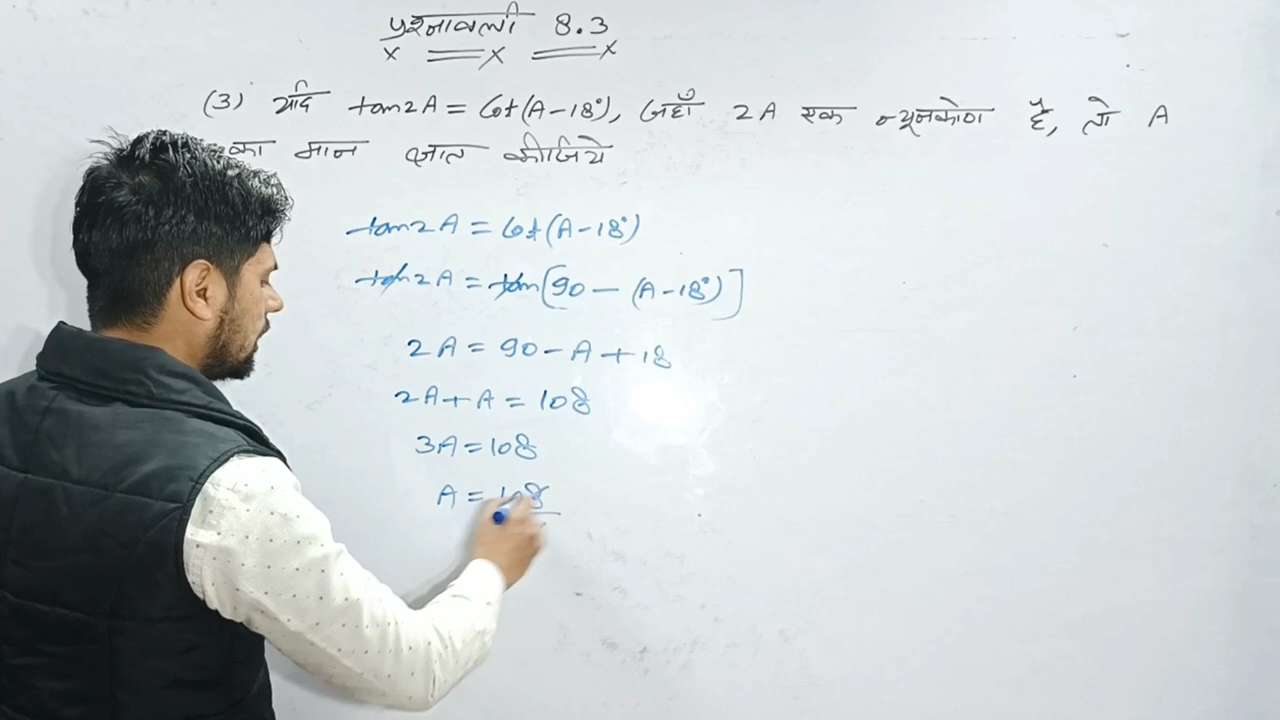 प्रश्नावली 8.3
(3) यदि tan2A = Cot(A-18°), जहाँ 2A एक न्यूनकोण है, तो A
का मान ज्ञात कीजिये
tan2A = Cot(A-18°)
tan2A = tan[90 - (A-18°)]
2A = 90 - A + 18
2A + A = 108
3A = 108
A = 108